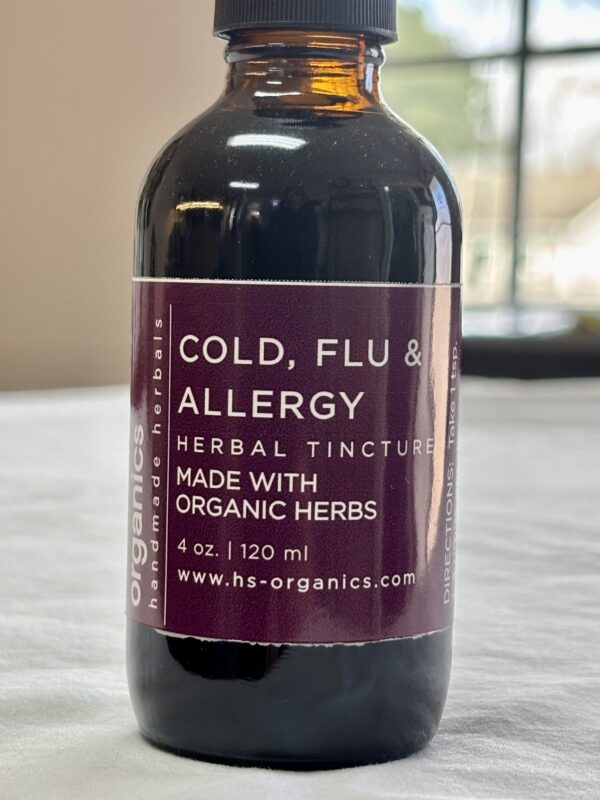 organics
handmade herbals
COLD, FLU &
ALLERGY
HERBAL TINCTURE
MADE WITH
ORGANIC HERBS
4 oz. | 120 ml
www.hs-organics.com
DIRECTIONS: Take 1 tsp.